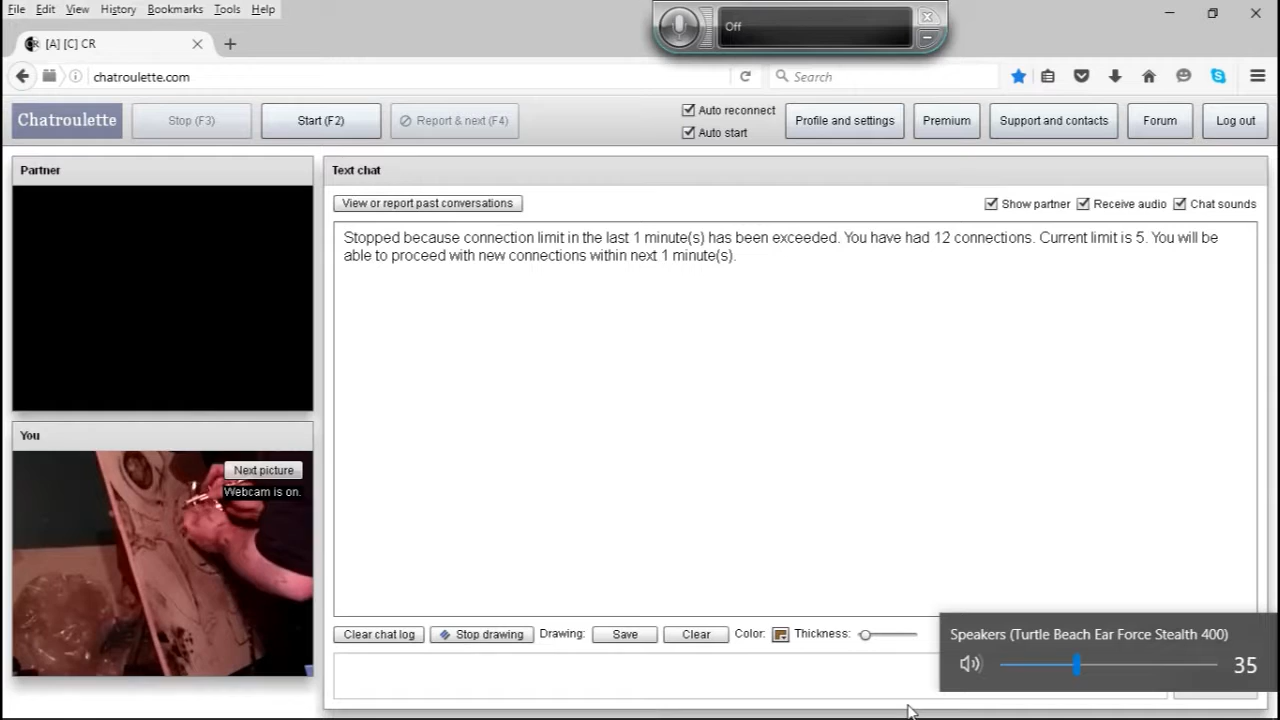 File Edit View History Bookmarks Tools Help
Off
[A] [C] CR
chatroulette.com
Search
Chatroulette
Stop (F3)
Start (F2)
Report & next (F4)
Auto reconnect
Auto start
Profile and settings
Premium
Support and contacts
Forum
Log out
Partner
Text chat
View or report past conversations
Show partner
Receive audio
Chat sounds
Stopped because connection limit in the last 1 minute(s) has been exceeded. You have had 12 connections. Current limit is 5. You will be
able to proceed with new connections within next 1 minute(s).
You
Next picture
Webcam is on.
Clear chat log
Stop drawing
Drawing:
Save
Clear
Color:
Thickness:
Speakers (Turtle Beach Ear Force Stealth 400)
35